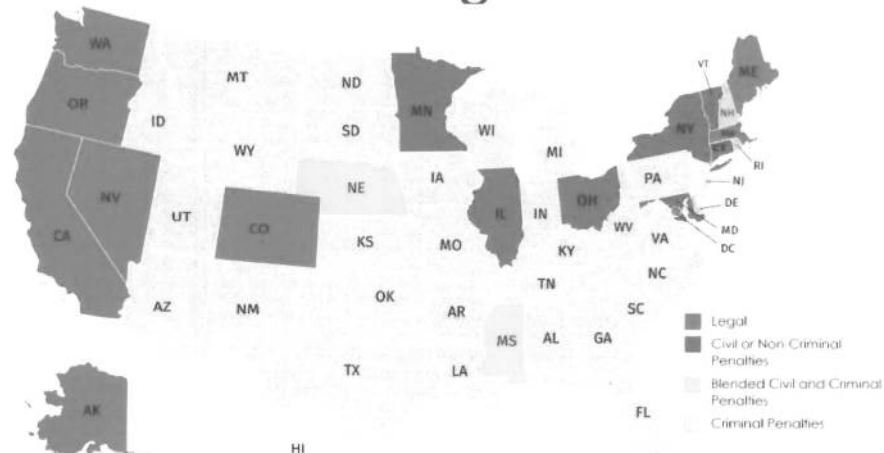 WA
MT
ND
MN
VT
ME
OR
ID
SD
WI
NY
NH
WY
MI
RI
NE
IA
PA
NJ
NV
UT
CO
IL
IN
OH
DE
CA
KS
MO
WV
VA
MD
DC
KY
NC
AZ
NM
OK
TN
AR
SC
MS
AL
GA
TX
LA
FL
AK
HI
CT
Legal
Civil or Non Criminal
Penalties
Blended Civil and Criminal
Penalties
Criminal Penalties